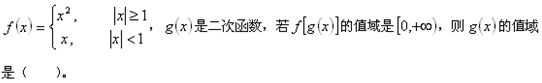 f(x)={x², |x|≥1 x, |x|<1，g(x)是二次函数，若f[g(x)]的值域是[0,+∞)，则g(x)的值域
是（　　）。